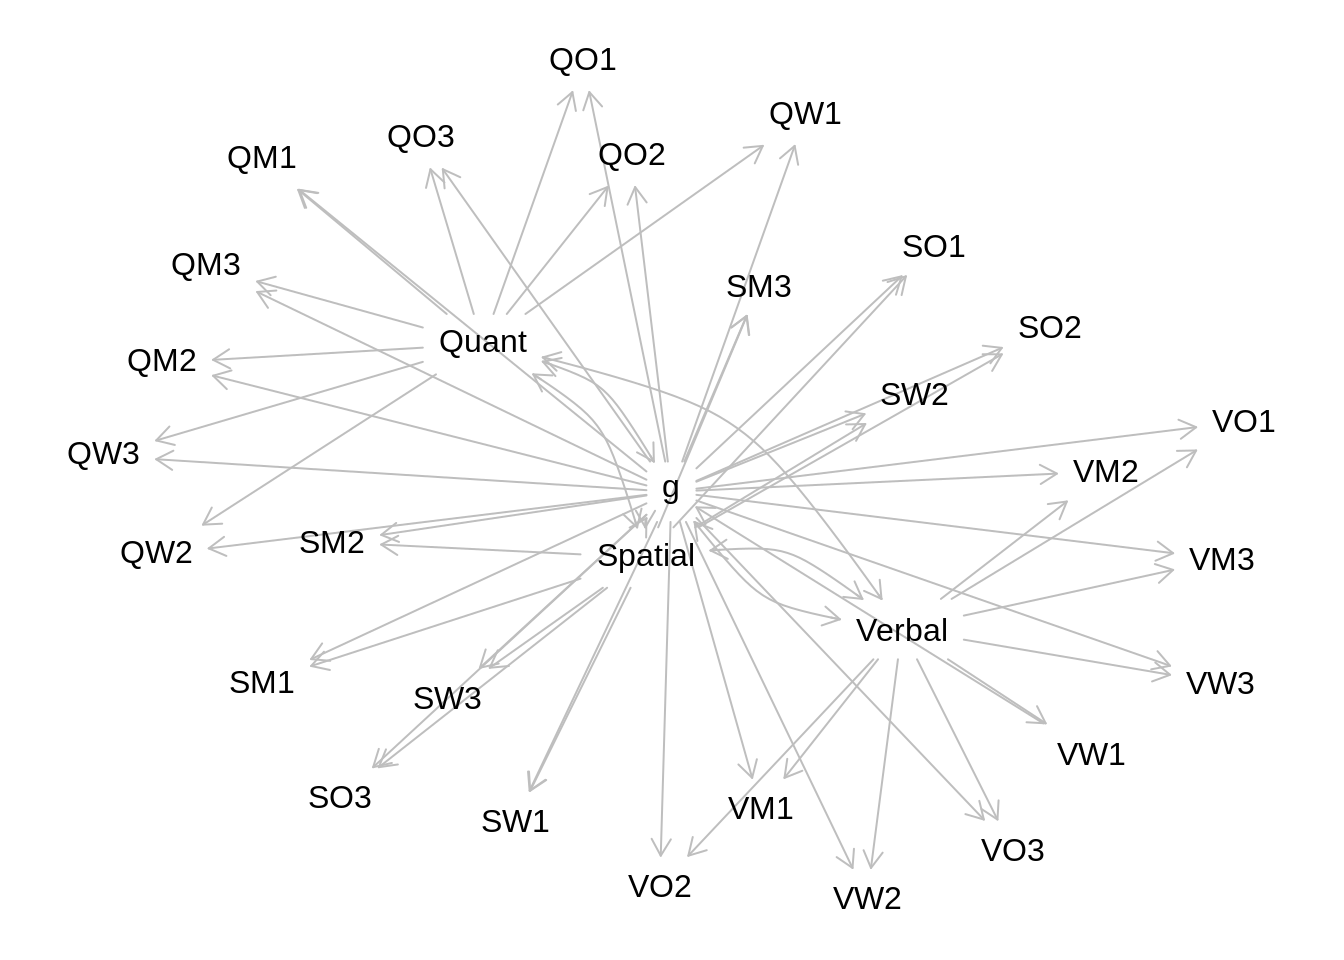 QO1
QW1
QO3
QO2
QM1
SO1
QM3
SM3
SO2
Quant
QM2
SW2
VO1
QW3
VM2
g
SM2
QW2
Spatial
VM3
Verbal
SM1
VW3
SW3
VW1
SO3
VM1
SW1
VO3
VO2
VW2